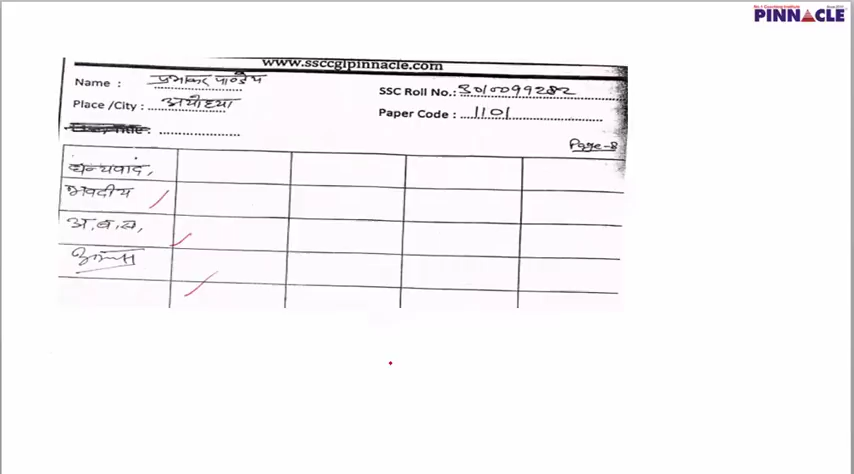 PINNACLE
www.ssccglpinnacle.com
Name : प्रभाकर पाण्डेय
SSC Roll No.: 3010099282
Place /City : अयोध्या
Paper Code : 1101
Page-8
धन्यवाद,
भवदीय
अ.ब.स.